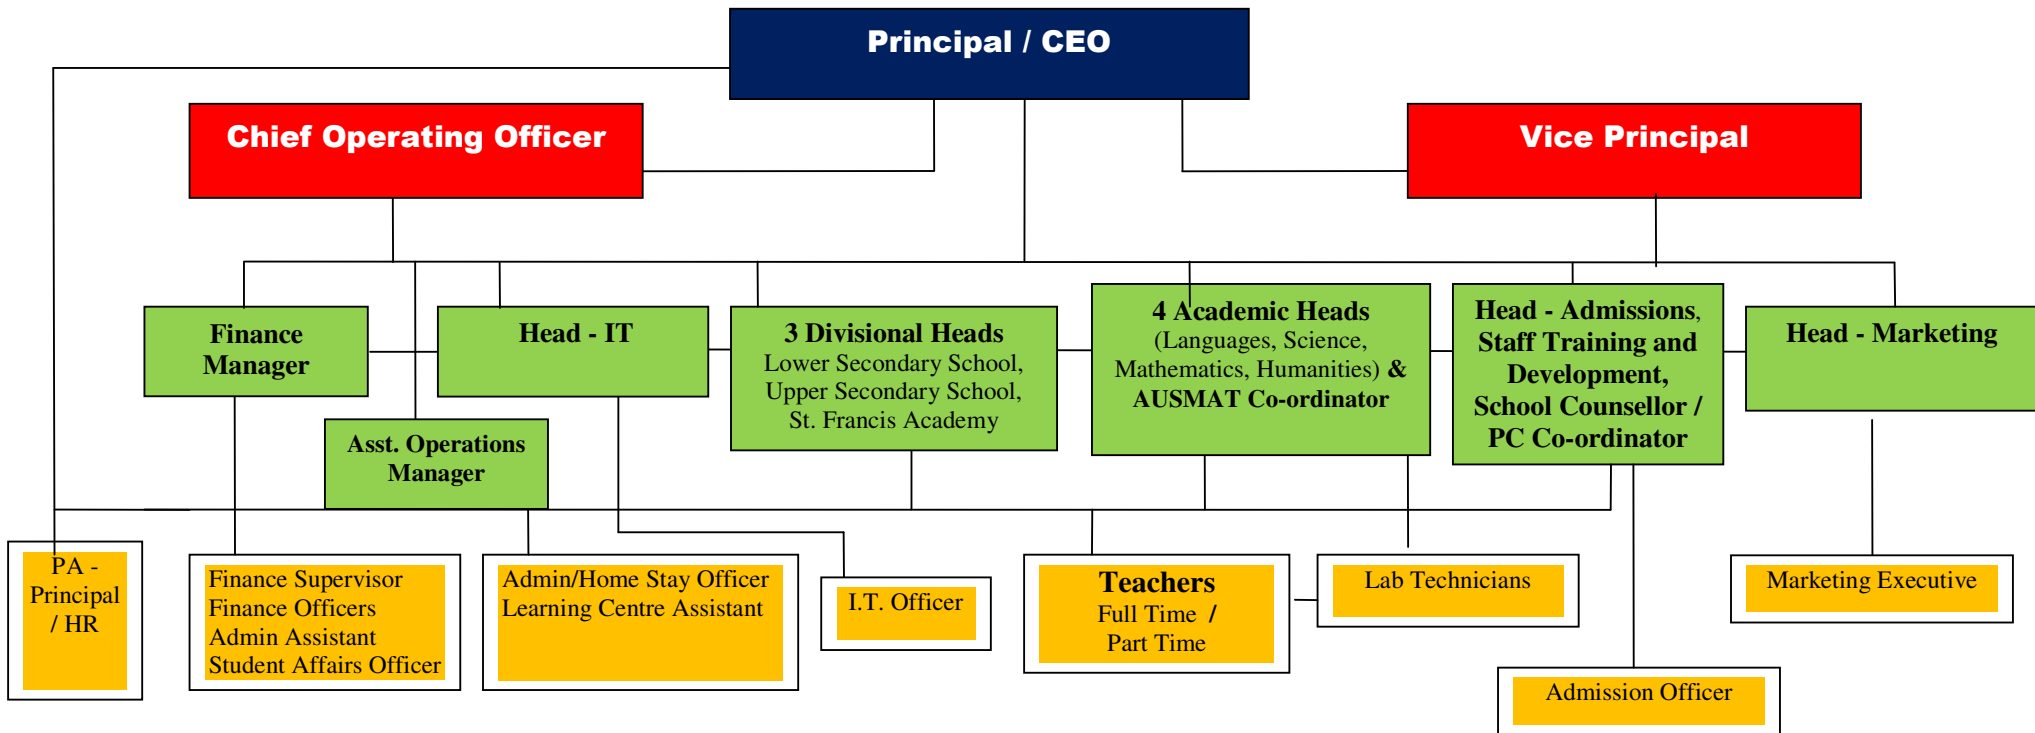 Principal / CEO
Chief Operating Officer
Vice Principal
Finance
Manager
Head - IT
3 Divisional Heads
Lower Secondary School,
Upper Secondary School,
St. Francis Academy
4 Academic Heads
(Languages, Science,
Mathematics, Humanities) &
AUSMAT Co-ordinator
Head - Admissions,
Staff Training and
Development,
School Counsellor /
PC Co-ordinator
Head - Marketing
Asst. Operations
Manager
PA -
Principal
/ HR
Finance Supervisor
Finance Officers
Admin Assistant
Student Affairs Officer
Admin/Home Stay Officer
Learning Centre Assistant
I.T. Officer
Teachers
Full Time /
Part Time
Lab Technicians
Marketing Executive
Admission Officer